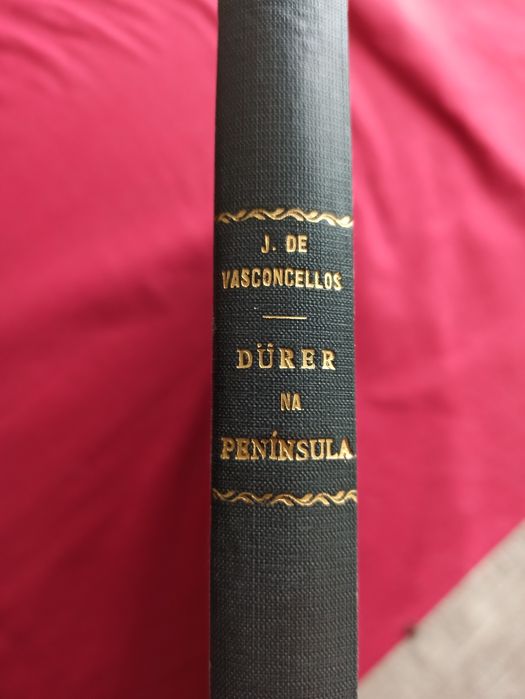 J. DE
VASCONCELLOS
DÜRER
NA
PENÍNSULA